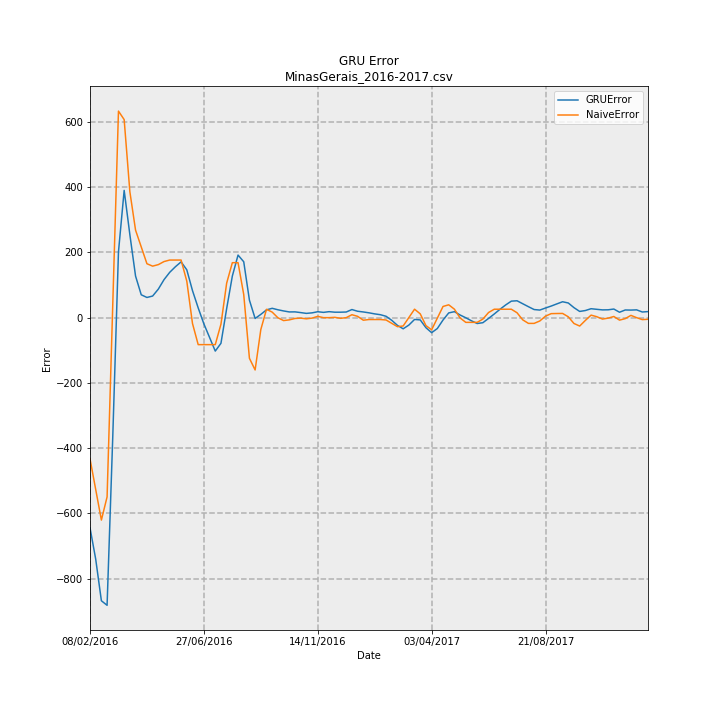 GRU Error
MinasGerais_2016-2017.csv
GRUError
NaiveError
600
400
200
0
−200
−400
−600
−800
Error
08/02/2016
27/06/2016
14/11/2016
03/04/2017
21/08/2017
Date